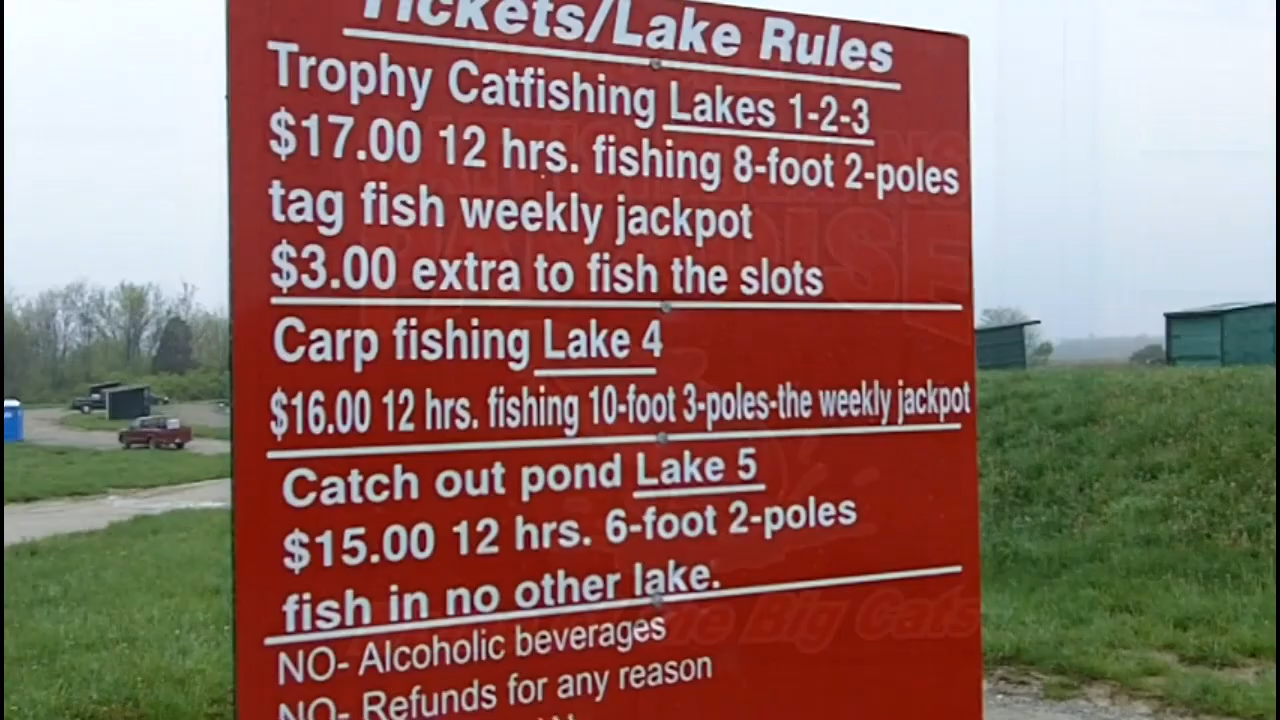 Tickets/Lake Rules
Trophy Catfishing Lakes 1-2-3
$17.00 12 hrs. fishing 8-foot 2-poles
tag fish weekly jackpot
$3.00 extra to fish the slots
Carp fishing Lake 4
$16.00 12 hrs. fishing 10-foot 3-poles-the weekly jackpot
Catch out pond Lake 5
$15.00 12 hrs. 6-foot 2-poles
fish in no other lake.
Big Cats
NO- Alcoholic beverages
NO- Refunds for any reason